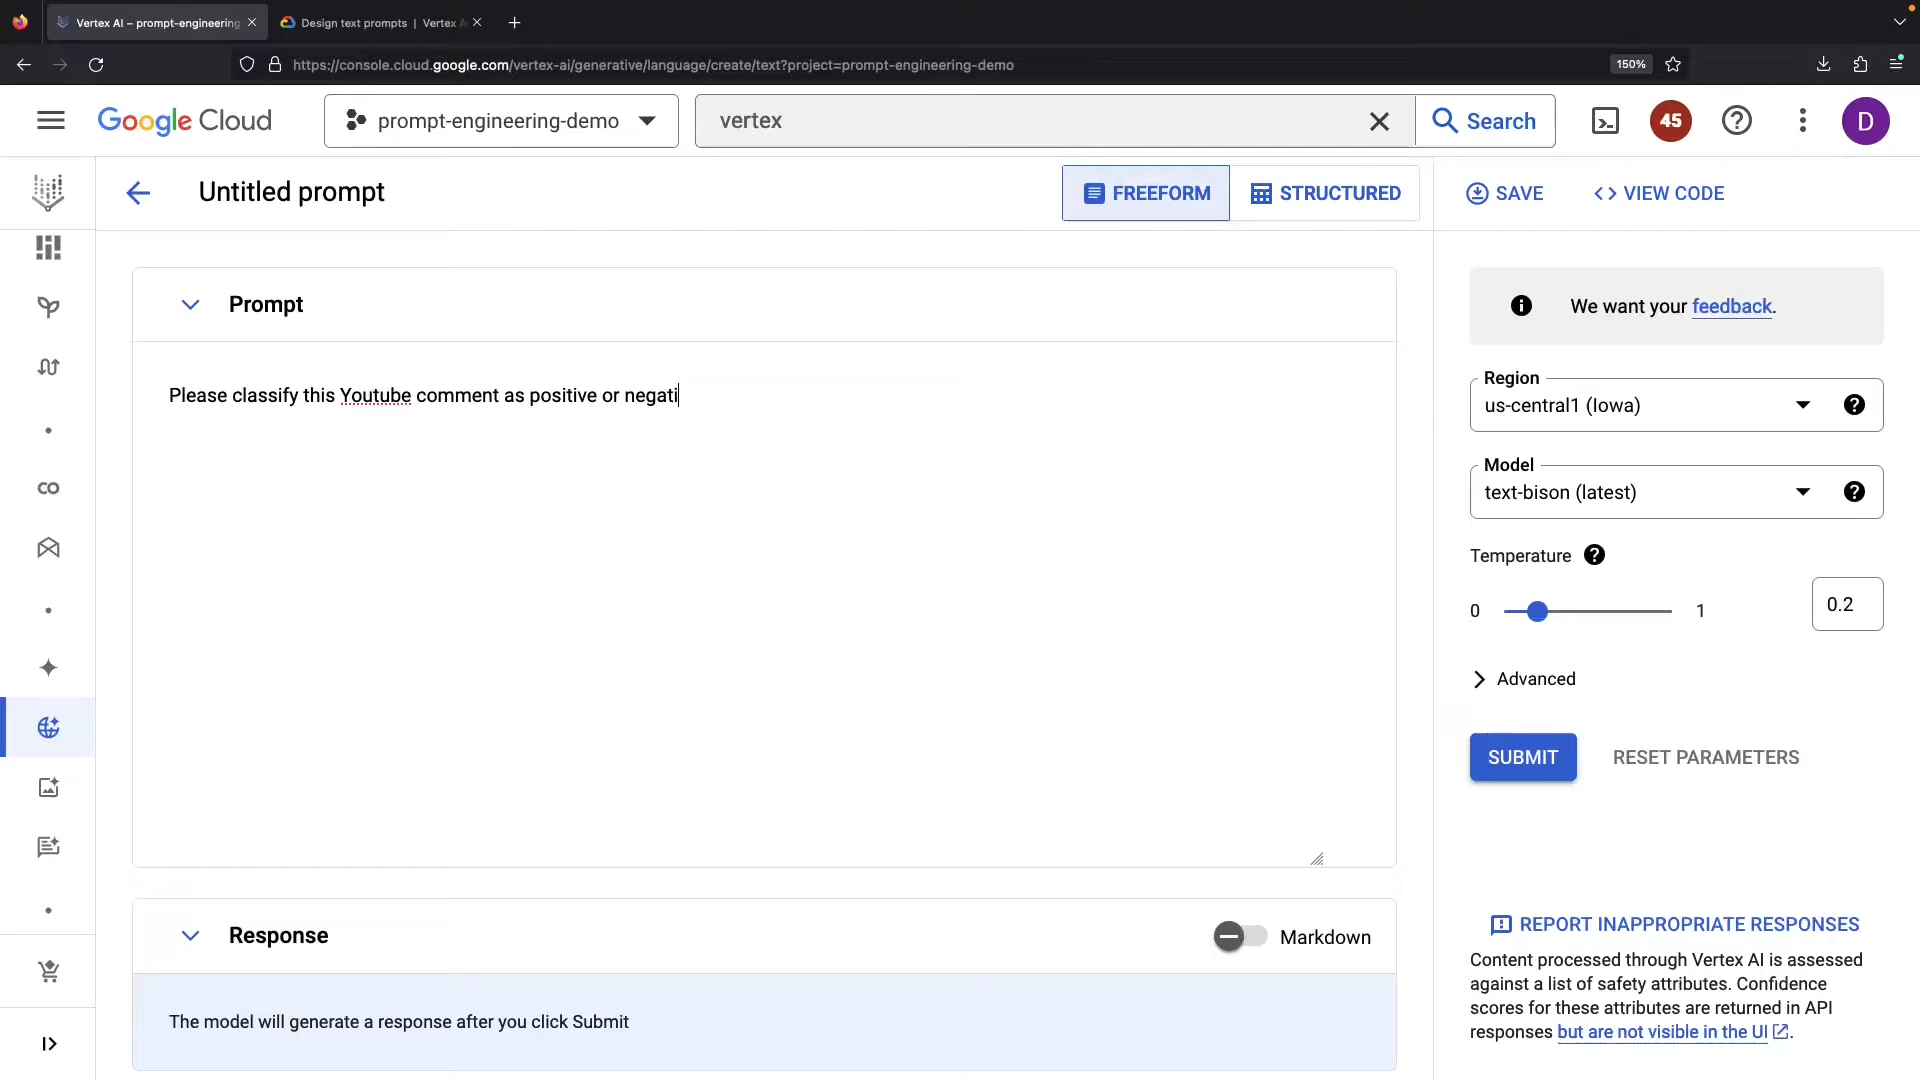 Vertex AI – prompt-engineering
Design text prompts | Vertex A
https://console.cloud.google.com/vertex-ai/generative/language/create/text?project=prompt-engineering-demo
150%
Google Cloud
prompt-engineering-demo
vertex
Search
45
D
Untitled prompt
FREEFORM
STRUCTURED
SAVE
VIEW CODE
Prompt
Please classify this Youtube comment as positive or negati
We want your feedback.
Region
us-central1 (Iowa)
Model
text-bison (latest)
Temperature
0
1
0.2
Advanced
SUBMIT
RESET PARAMETERS
Response
Markdown
The model will generate a response after you click Submit
REPORT INAPPROPRIATE RESPONSES
Content processed through Vertex AI is assessed
against a list of safety attributes. Confidence
scores for these attributes are returned in API
responses but are not visible in the UI.